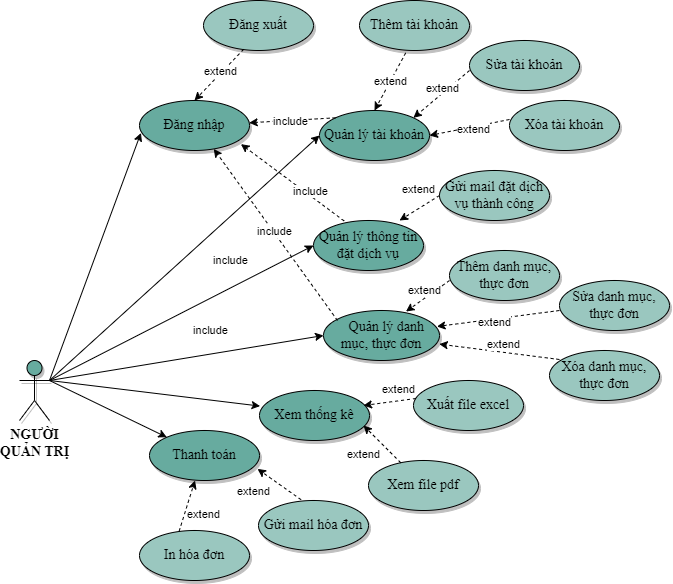 Đăng xuất
Thêm tài khoản
Sửa tài khoản
extend
extend
extend
Đăng nhập
include
Quản lý tài khoản
extend
Xóa tài khoản
include
extend
Gửi mail đặt dịch
vụ thành công
include
Quản lý thông tin
đặt dịch vụ
include
Thêm danh mục,
thực đơn
extend
Sửa danh mục,
thực đơn
include
Quản lý danh
mục, thực đơn
extend
extend
Xóa danh mục,
thực đơn
NGƯỜI
QUẢN TRỊ
Xem thống kê
extend
Xuất file excel
Thanh toán
extend
Xem file pdf
extend
extend
Gửi mail hóa đơn
In hóa đơn